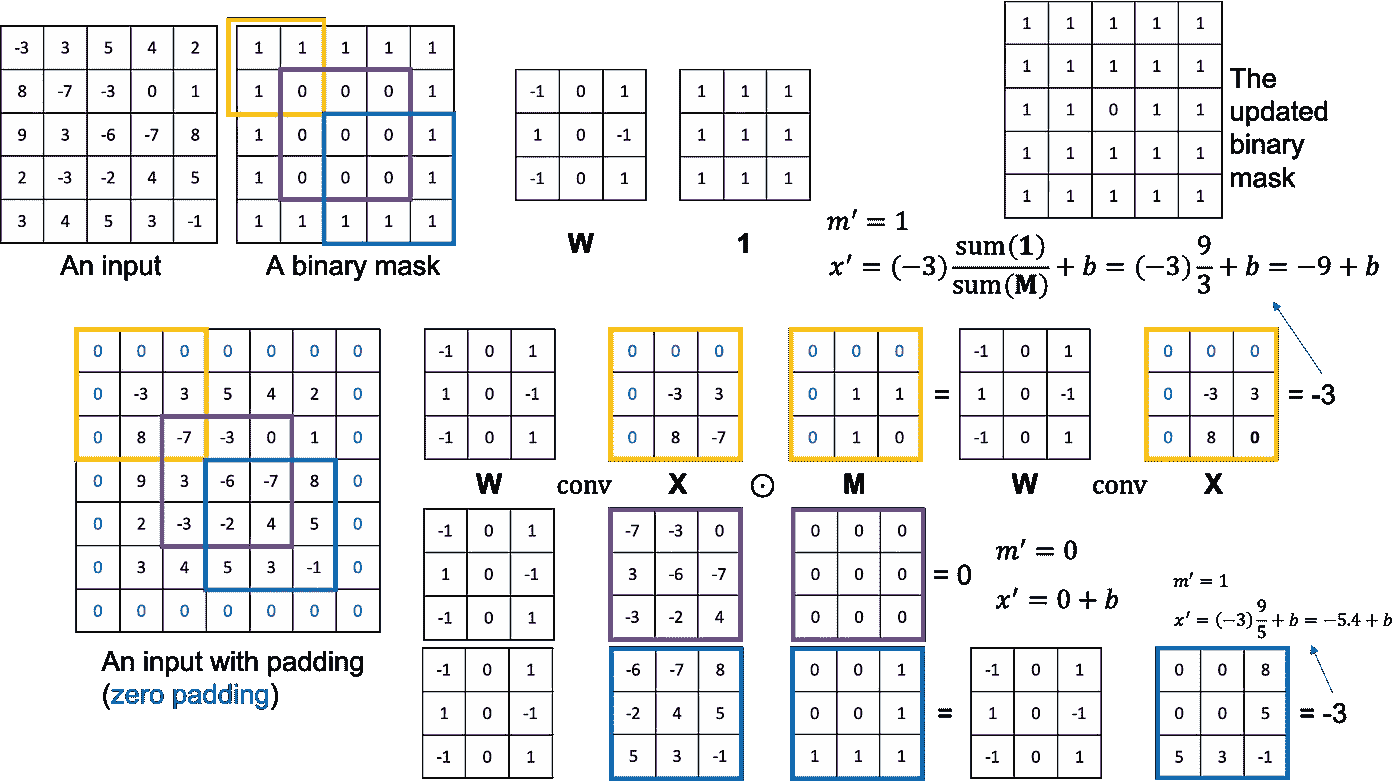 -3 3 5 4 2
8 -7 -3 0 1
9 3 -6 -7 8
2 -3 -2 4 5
3 4 5 3 -1
An input
1 1 1 1 1
1 0 0 0 1
1 0 0 0 1
1 0 0 0 1
1 1 1 1 1
A binary mask
-1 0 1
1 0 -1
-1 0 1
W
1 1 1
1 1 1
1 1 1
1
1 1 1 1 1
1 1 1 1 1
1 1 0 1 1
1 1 1 1 1
1 1 1 1 1
The
updated
binary
mask
m′ = 1
x′ = (−3) sum(1)/sum(M) + b = (−3) 9/3 + b = −9 + b
0 0 0 0 0 0 0
0 -3 3 5 4 2 0
0 8 -7 -3 0 1 0
0 9 3 -6 -7 8 0
0 2 -3 -2 4 5 0
0 3 4 5 3 -1 0
0 0 0 0 0 0 0
An input with padding
(zero padding)
-1 0 1
1 0 -1
-1 0 1
0 0 0
0 -3 3
0 8 -7
0 0 0
0 1 1
0 1 0
=
-1 0 1
1 0 -1
-1 0 1
0 0 0
0 -3 3
0 8 0
= -3
W conv X ⊙ M W conv X
-1 0 1
1 0 -1
-1 0 1
-7 -3 0
3 -6 -7
-3 -2 4
0 0 0
0 0 0
0 0 0
= 0
m′ = 0
x′ = 0 + b
m′ = 1
x′ = (−3) 9/5 + b = −5.4 + b
-1 0 1
1 0 -1
-1 0 1
-6 -7 8
-2 4 5
5 3 -1
0 0 1
0 0 1
1 1 1
=
-1 0 1
1 0 -1
-1 0 1
0 0 8
0 0 5
5 3 -1
= -3